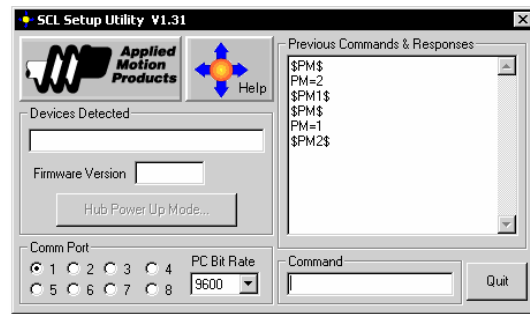 SCL Setup Utility V1.31
Applied
Motion
Products
Help
Devices Detected
Firmware Version
Hub Power Up Mode...
Comm Port
1 2 3 4
5 6 7 8
PC Bit Rate
9600
Previous Commands & Responses
$PM$
PM=2
$PM1$
$PM$
PM=1
$PM2$
Command
Quit